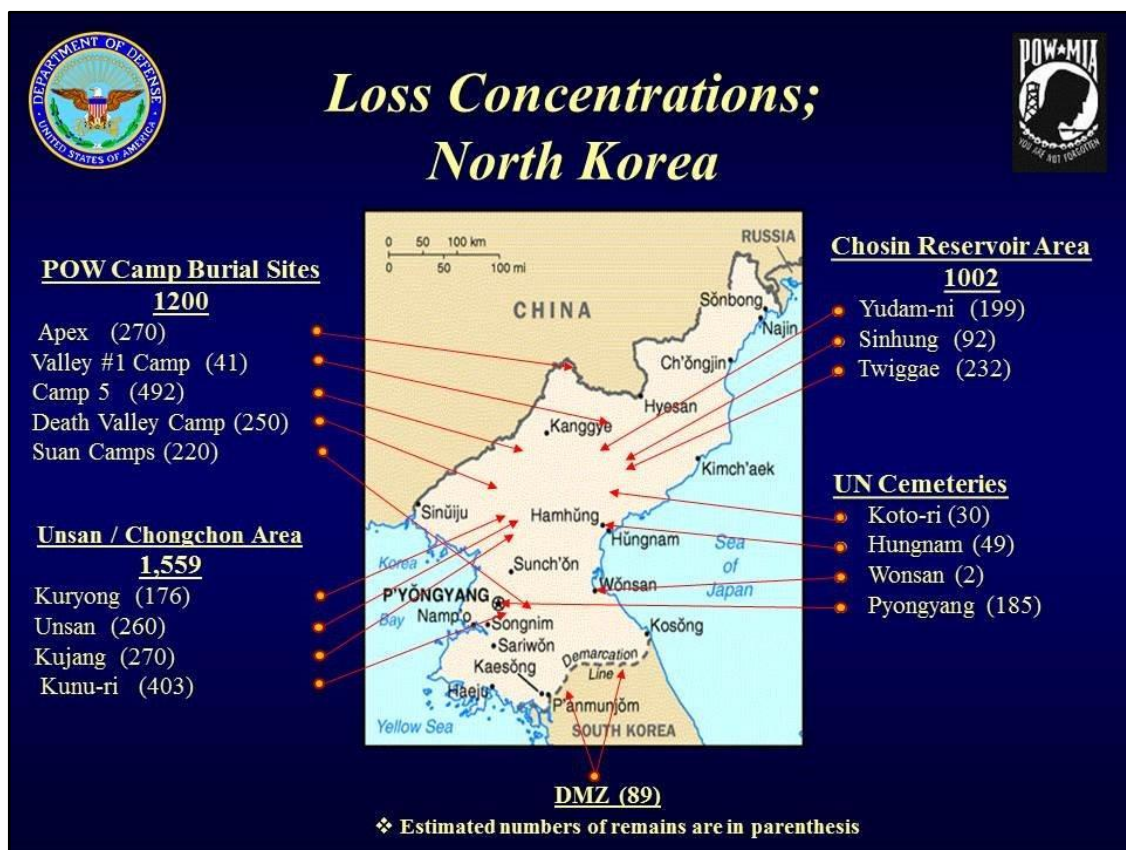 DEPARTMENT OF DEFENSE
UNITED STATES OF AMERICA
POW★MIA
YOU ARE NOT FORGOTTEN
Loss Concentrations;
North Korea
POW Camp Burial Sites
1200
Apex (270)
Valley #1 Camp (41)
Camp 5 (492)
Death Valley Camp (250)
Suan Camps (220)
Unsan / Chongchon Area
1,559
Kuryong (176)
Unsan (260)
Kujang (270)
Kunu-ri (403)
0 50 100 km
0 50 100 mi
RUSSIA
CHINA
Sŏnbong
Najin
Ch'ŏngjin
Hyesan
Kanggye
Kimch'aek
Sinŭiju
Hamhŭng
Hŭngnam
Korea
Bay
Sea
of
Japan
Sunch'ŏn
P'YŎNGYANG
Wŏnsan
Namp'o
Songnim
Sariwŏn
Kosŏng
Kaesŏng
Demarcation
Line
Haeju
P'anmunjŏm
Yellow Sea
SOUTH KOREA
Chosin Reservoir Area
1002
Yudam-ni (199)
Sinhung (92)
Twiggae (232)
UN Cemeteries
Koto-ri (30)
Hungnam (49)
Wonsan (2)
Pyongyang (185)
DMZ (89)
❖ Estimated numbers of remains are in parenthesis